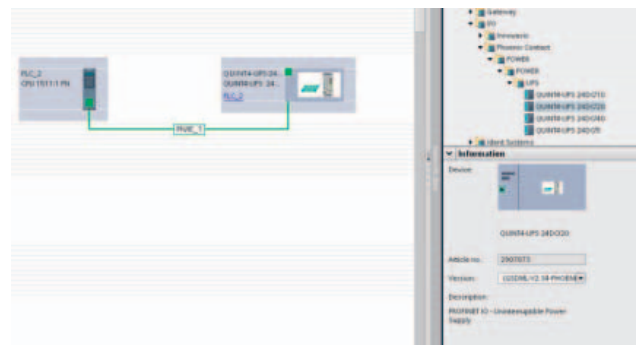 PLC_2
CPU 1511-1 PN
QUINT4-UPS 24...
QUINT4-UPS 24...
PLC_2
PN/IE_1
Gateway
I/O
Phoenix Contact
POWER
POWER
UPS
QUINT4-UPS 24DC/10
QUINT4-UPS 24DC/20
QUINT4-UPS 24DC/40
QUINT4-UPS 24DC/5
Ident Systems
Information
Device:
QUINT4-UPS 24DC/20
Article no.:
2907073
Version:
Description:
PROFINET IO - Uninterruptible Power
Supply